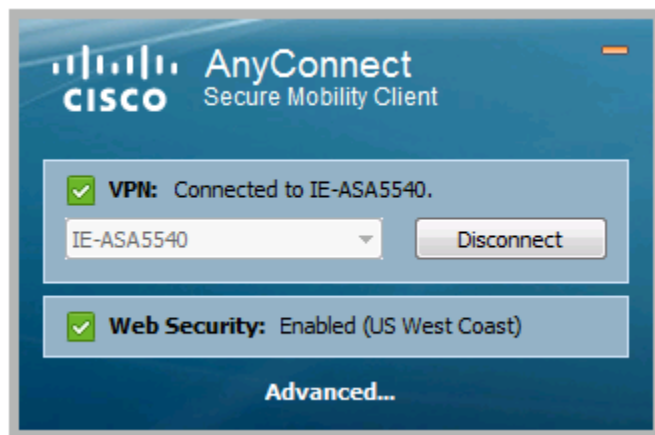 AnyConnect
CISCO Secure Mobility Client
VPN: Connected to IE-ASA5540.
IE-ASA5540 Disconnect
Web Security: Enabled (US West Coast)
Advanced...